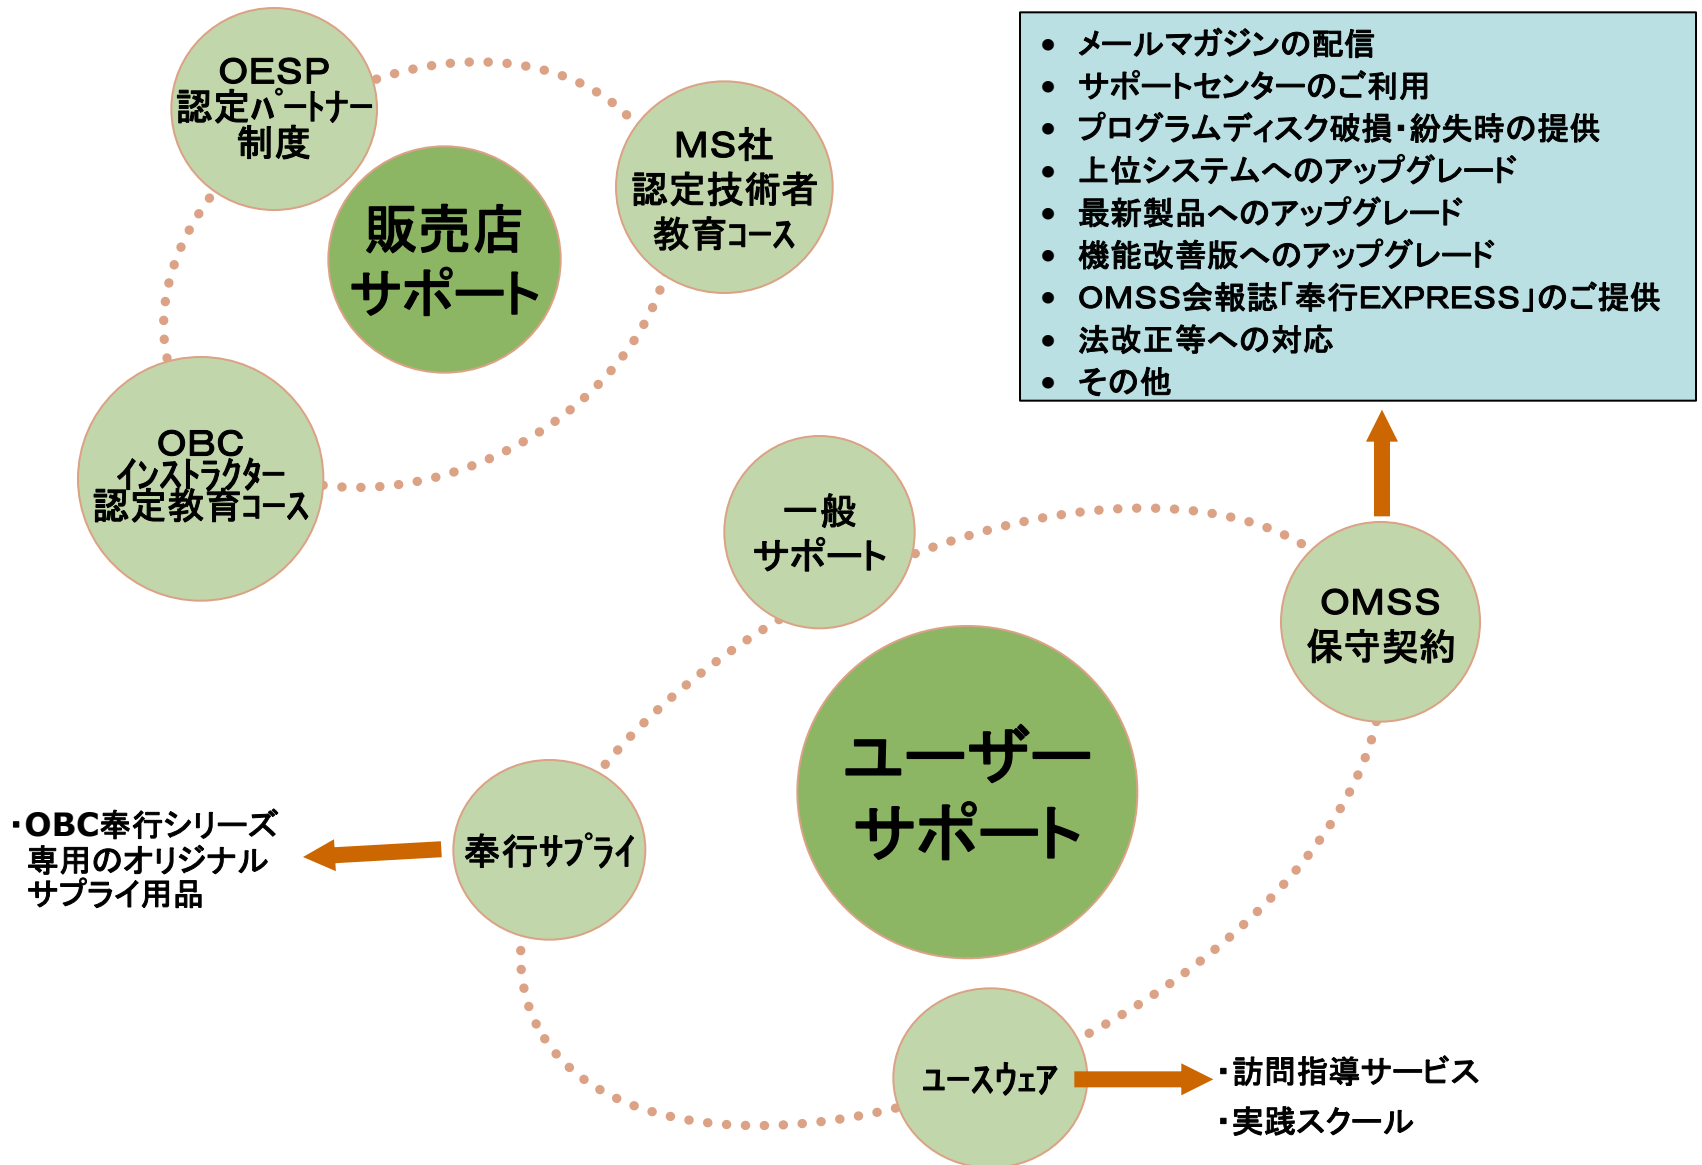 OESP
認定パートナー
制度
MS社
認定技術者
教育コース
販売店
サポート
OBC
インストラクター
認定教育コース
• メールマガジンの配信
• サポートセンターのご利用
• プログラムディスク破損・紛失時の提供
• 上位システムへのアップグレード
• 最新製品へのアップグレード
• 機能改善版へのアップグレード
• OMSS会報誌「奉行EXPRESS」のご提供
• 法改正等への対応
• その他
一般
サポート
OMSS
保守契約
ユーザー
サポート
奉行サプライ
・OBC奉行シリーズ
専用のオリジナル
サプライ用品
ユースウェア
・訪問指導サービス
・実践スクール